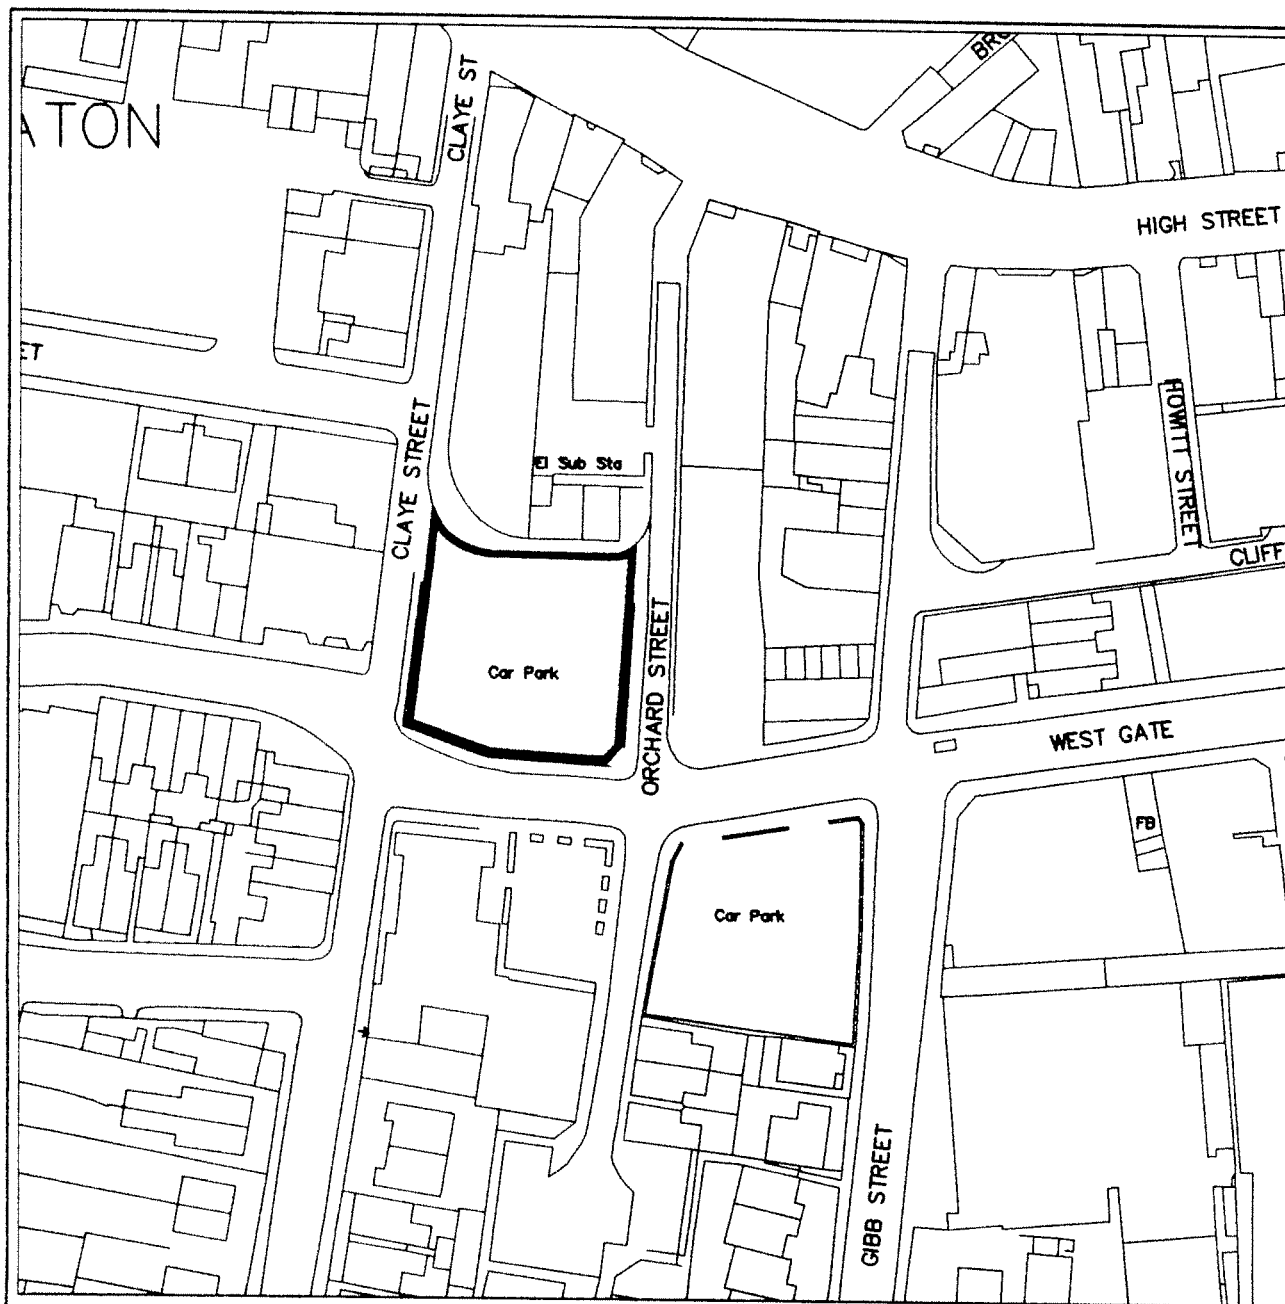 ATON
CLAYE ST
HIGH STREET
CLAYE STREET
El Sub Sta
HOWITT STREET
CLIFF
Car Park
ORCHARD STREET
WEST GATE
FB
Car Park
GIBB STREET